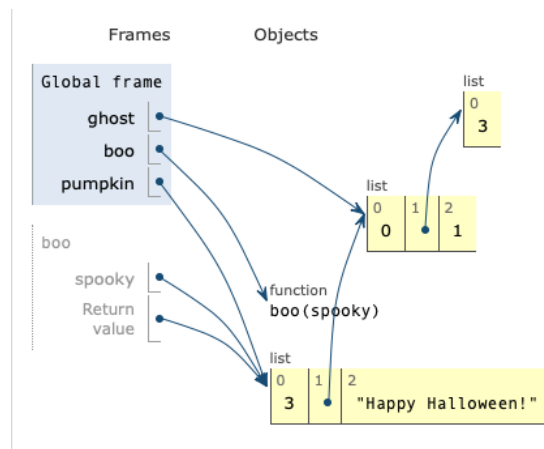 Frames
Objects
Global frame
ghost
boo
pumpkin
list
0
3
list
0 1 2
0 1
boo
spooky
Return
value
function
boo(spooky)
list
0 1 2
3 "Happy Halloween!"